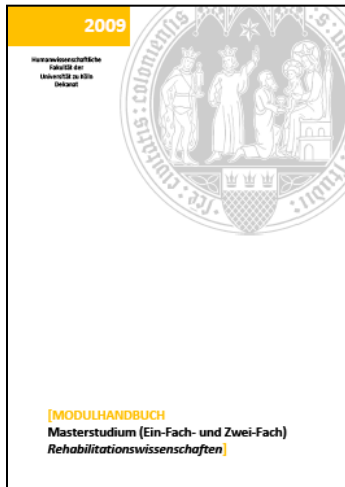 2009
Humanwissenschaftliche
Fakultät der
Universität zu Köln
Dekanat
[MODULHANDBUCH
Masterstudium (Ein-Fach- und Zwei-Fach)
Rehabilitationswissenschaften]